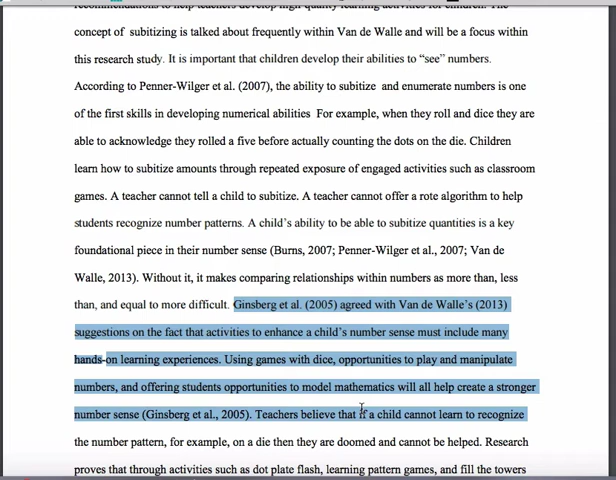 recommendations to help teachers develop high quality learning activities for children. The
concept of subitizing is talked about frequently within Van de Walle and will be a focus within
this research study. It is important that children develop their abilities to “see” numbers.
According to Penner-Wilger et al. (2007), the ability to subitize and enumerate numbers is one
of the first skills in developing numerical abilities For example, when they roll and dice they are
able to acknowledge they rolled a five before actually counting the dots on the die. Children
learn how to subitize amounts through repeated exposure of engaged activities such as classroom
games. A teacher cannot tell a child to subitize. A teacher cannot offer a rote algorithm to help
students recognize number patterns. A child’s ability to be able to subitize quantities is a key
foundational piece in their number sense (Burns, 2007; Penner-Wilger et al., 2007; Van de
Walle, 2013). Without it, it makes comparing relationships within numbers as more than, less
than, and equal to more difficult. Ginsberg et al. (2005) agreed with Van de Walle’s (2013)
suggestions on the fact that activities to enhance a child’s number sense must include many
hands-on learning experiences. Using games with dice, opportunities to play and manipulate
numbers, and offering students opportunities to model mathematics will all help create a stronger
number sense (Ginsberg et al., 2005). Teachers believe that if a child cannot learn to recognize
the number pattern, for example, on a die then they are doomed and cannot be helped. Research
proves that through activities such as dot plate flash, learning pattern games, and fill the towers